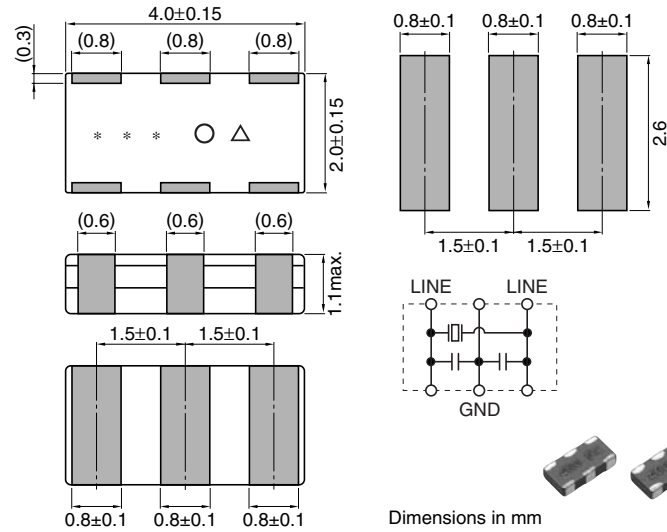 4.0±0.15
(0.8) (0.8) (0.8)
(0.3)
* * * ○ △
2.0±0.15
(0.6) (0.6) (0.6)
1.1max.
1.5±0.1 1.5±0.1
0.8±0.1 0.8±0.1 0.8±0.1
0.8±0.1 0.8±0.1 0.8±0.1
2.6
1.5±0.1 1.5±0.1
LINE LINE
GND
Dimensions in mm